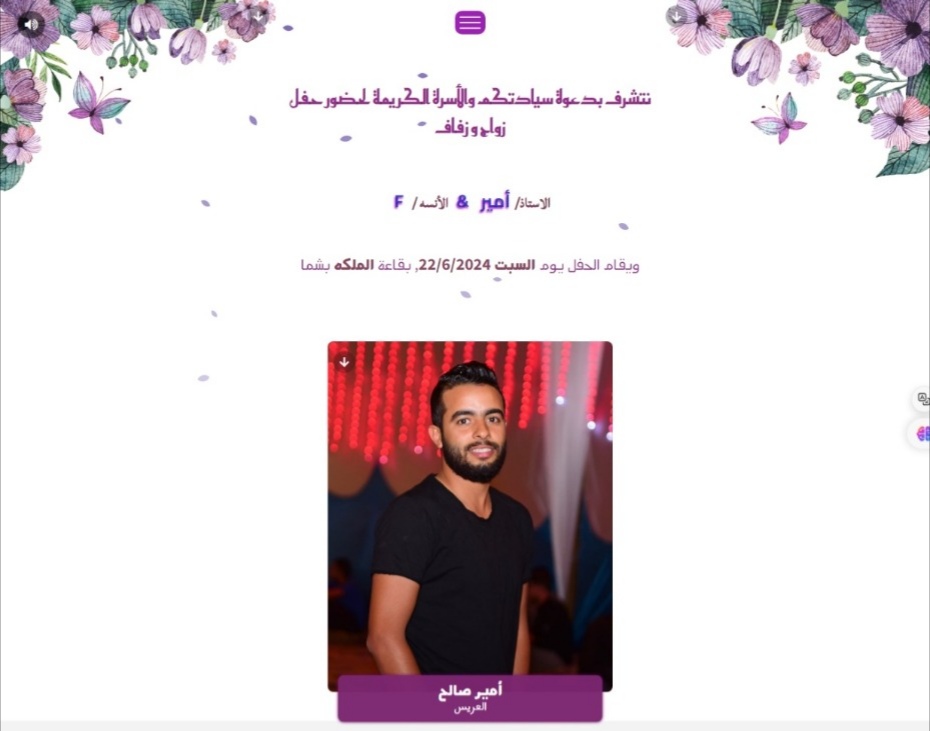 نتشرف بدعوة سيادتكم والأسرة الكريمة لحضور حفل
زواج و زفاف
الاستاذ/ أمير & الأنسه / F
ويقام الحفل يوم السبت 22/6/2024, بقاعة الملكه بشما
أمير صالح
العريس